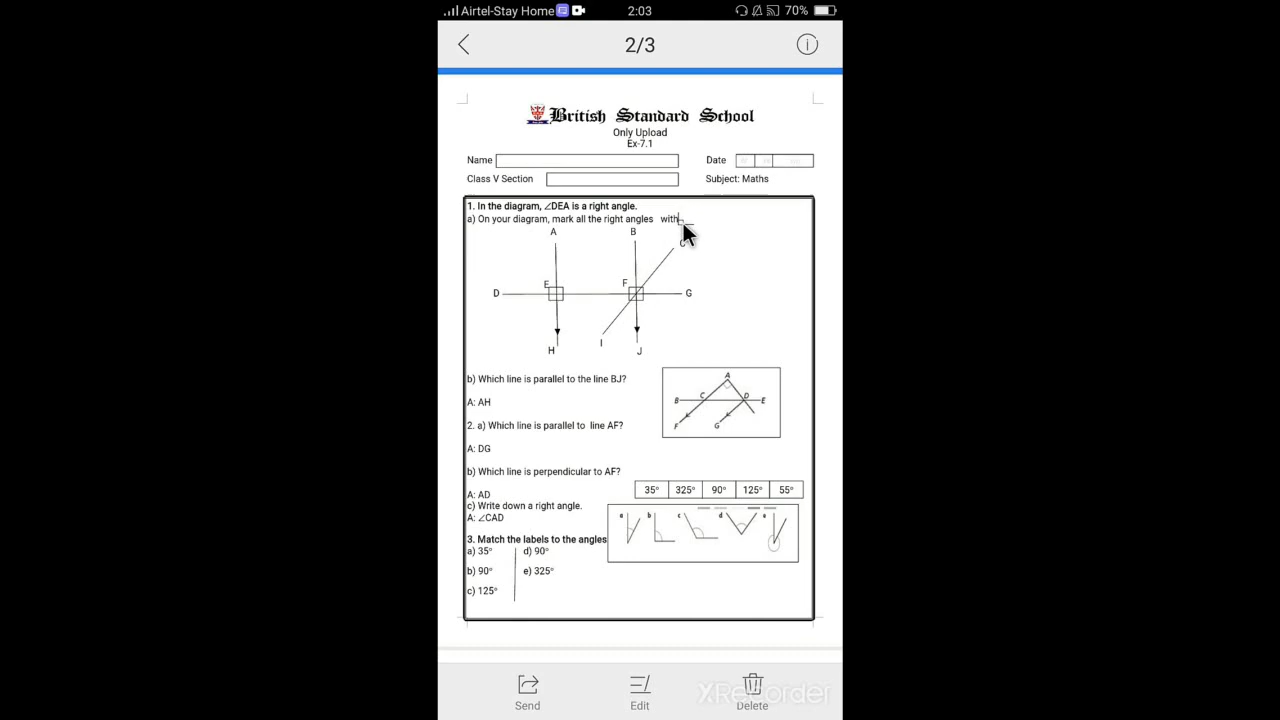 Airtel-Stay Home 2:03 70%
2/3
British Standard School
Only Upload
Ex-7.1
Name Date
Class V Section Subject: Maths
1. In the diagram, ∠DEA is a right angle.
a) On your diagram, mark all the right angles with
A B C
E F
D G
I
H J
b) Which line is parallel to the line BJ?
A
B C D E
A: AH
F G
2. a) Which line is parallel to line AF?
A: DG
b) Which line is perpendicular to AF?
35° 325° 90° 125° 55°
A: AD
c) Write down a right angle.
A: ∠CAD
a b c d e
3. Match the labels to the angles
a) 35° d) 90°
b) 90° e) 325°
c) 125°
Send Edit Delete
XRecorder